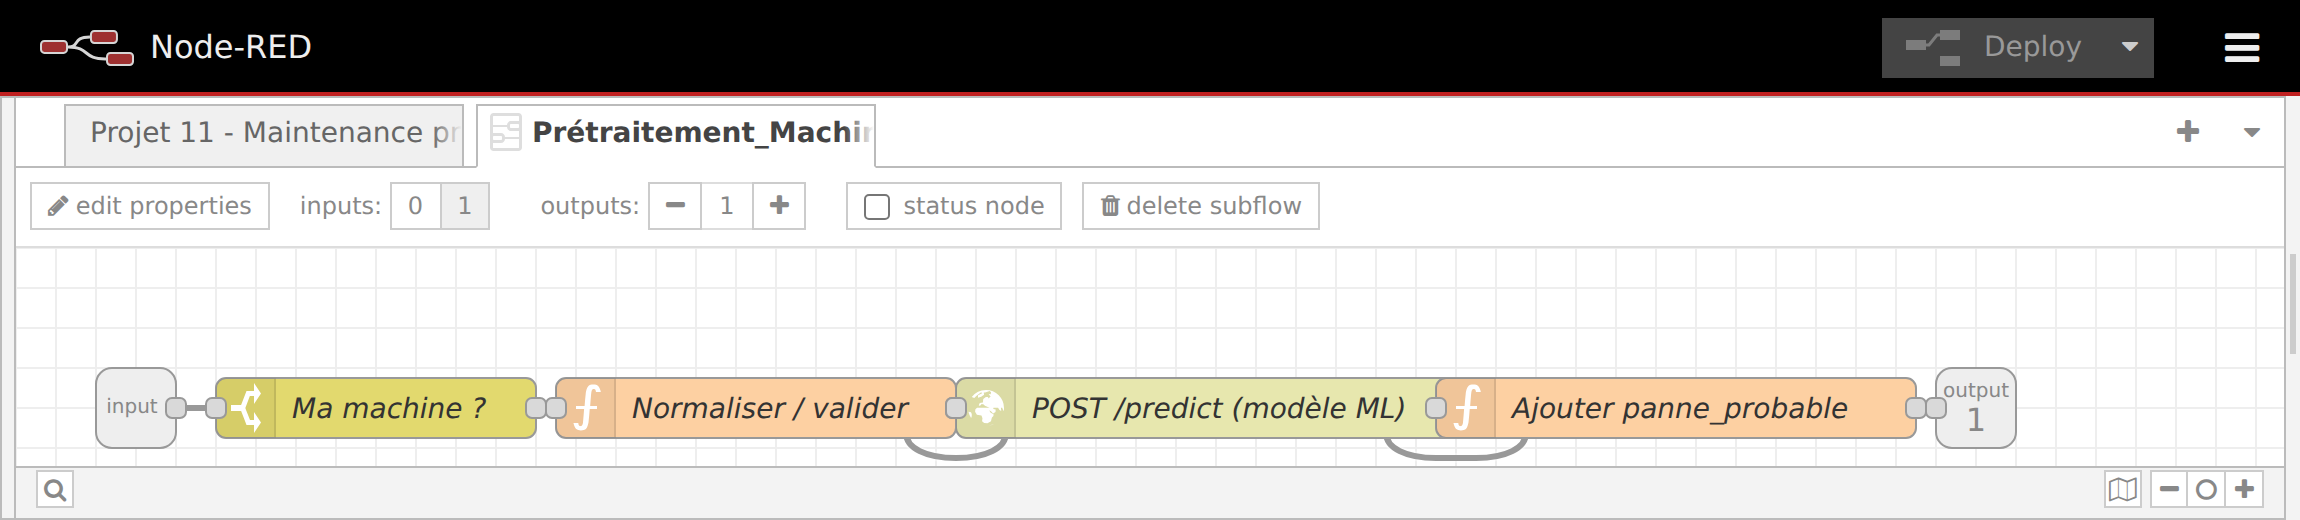 Node-RED
Deploy
Projet 11 - Maintenance pr
Prétraitement_Machin
edit properties
inputs: 0 1
outputs: 1
status node
delete subflow
input
Ma machine ?
Normaliser / valider
POST /predict (modèle ML)
Ajouter panne_probable
output
1